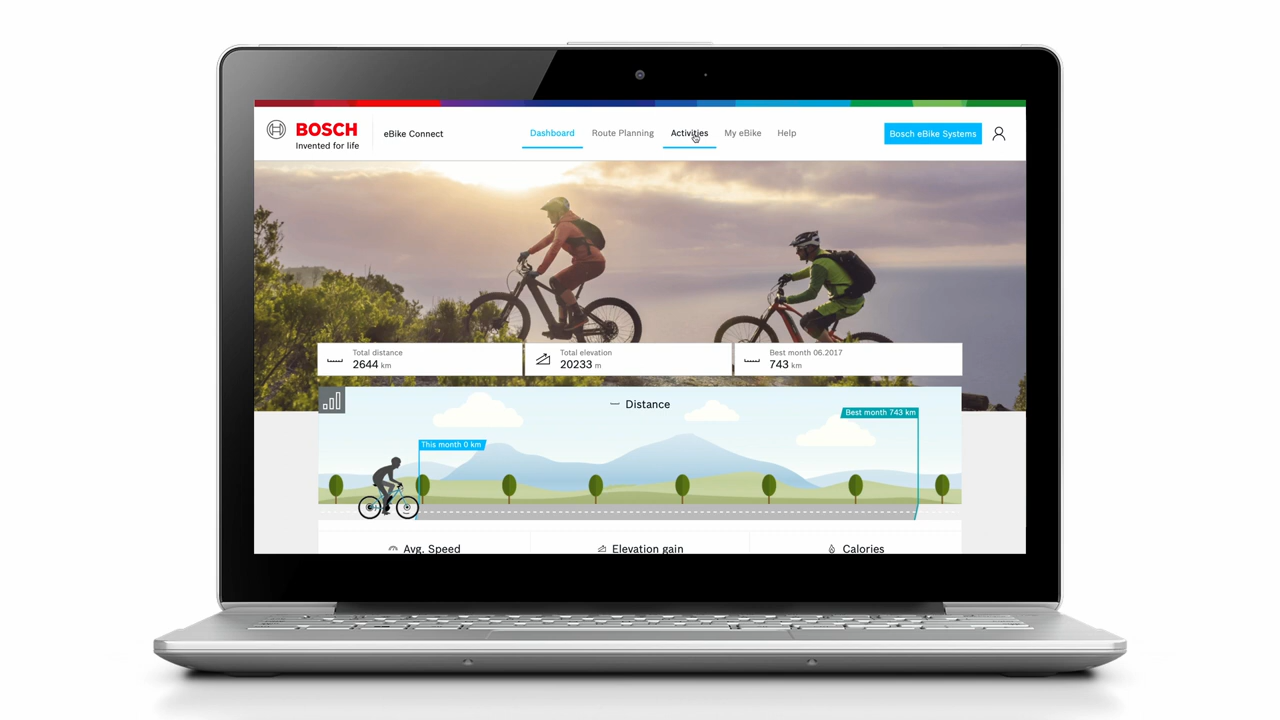 BOSCH
Invented for life
eBike Connect
Dashboard
Route Planning
Activities
My eBike
Help
Bosch eBike Systems
Total distance
2644 km
Total elevation
20233 m
Best month 06.2017
743 km
Distance
Best month 743 km
This month 0 km
Avg. Speed
Elevation gain
Calories